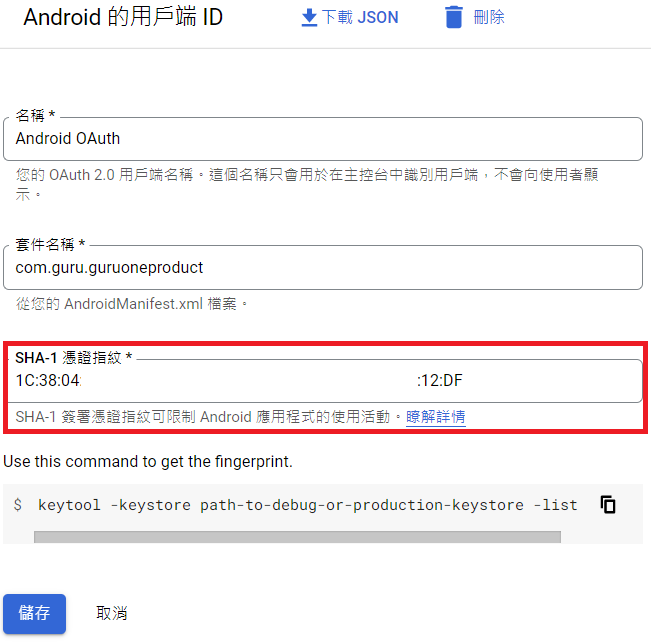 Android 的用戶端 ID
下載 JSON
刪除
名稱 *
Android OAuth
您的 OAuth 2.0 用戶端名稱。這個名稱只會用於在主控台中識別用戶端，不會向使用者顯
示。
套件名稱 *
com.guru.guruoneproduct
從您的 AndroidManifest.xml 檔案。
SHA-1 憑證指紋 *
1C:38:04: :12:DF
SHA-1 簽署憑證指紋可限制 Android 應用程式的使用活動。瞭解詳情
Use this command to get the fingerprint.
$ keytool -keystore path-to-debug-or-production-keystore -list
儲存
取消